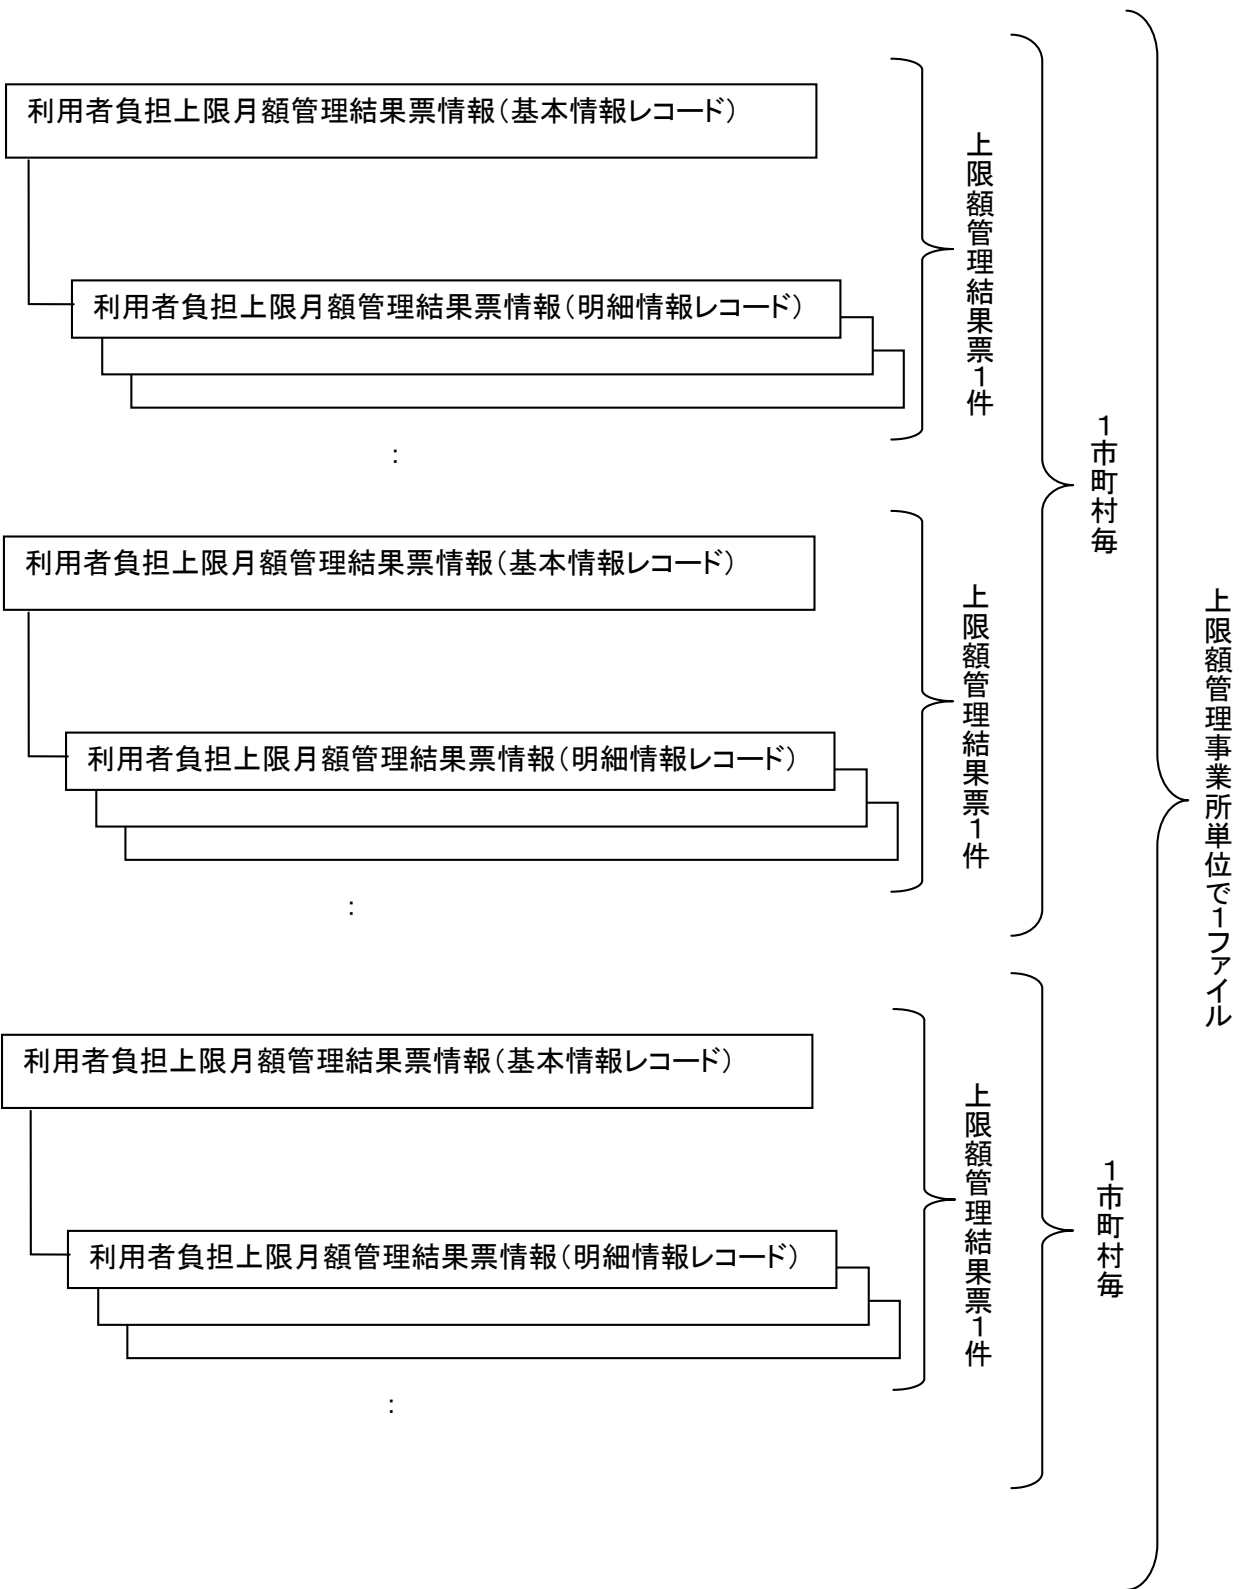 利用者負担上限月額管理結果票情報（基本情報レコード）
利用者負担上限月額管理結果票情報（明細情報レコード）
：
上限額管理結果票１件
利用者負担上限月額管理結果票情報（基本情報レコード）
利用者負担上限月額管理結果票情報（明細情報レコード）
：
上限額管理結果票１件
１市町村毎
利用者負担上限月額管理結果票情報（基本情報レコード）
利用者負担上限月額管理結果票情報（明細情報レコード）
：
上限額管理結果票１件
１市町村毎
上限額管理事業所単位で１ファイル